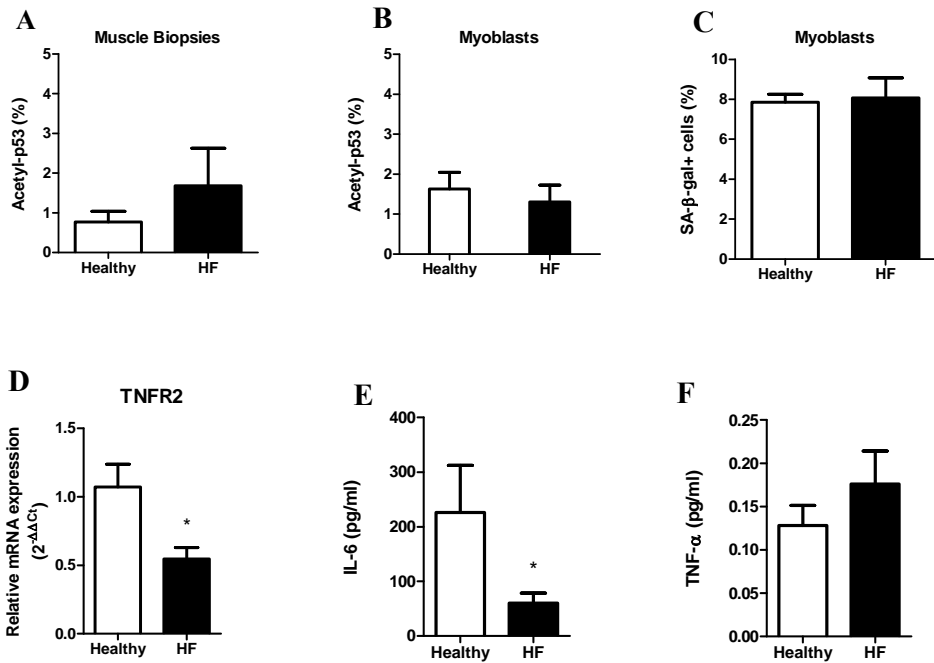 A
Muscle Biopsies
Acetyl-p53 (%)
5
4
3
2
1
0
Healthy
HF
B
Myoblasts
Acetyl-p53 (%)
5
4
3
2
1
0
Healthy
HF
C
Myoblasts
SA-β-gal+ cells (%)
10
8
6
4
2
0
Healthy
HF
D
TNFR2
Relative mRNA expression
(2^-ΔΔCt)
1.5
1.0
0.5
0.0
*
Healthy
HF
E
IL-6 (pg/ml)
400
300
200
100
0
*
Healthy
HF
F
TNF-α (pg/ml)
0.25
0.20
0.15
0.10
0.05
0.00
Healthy
HF